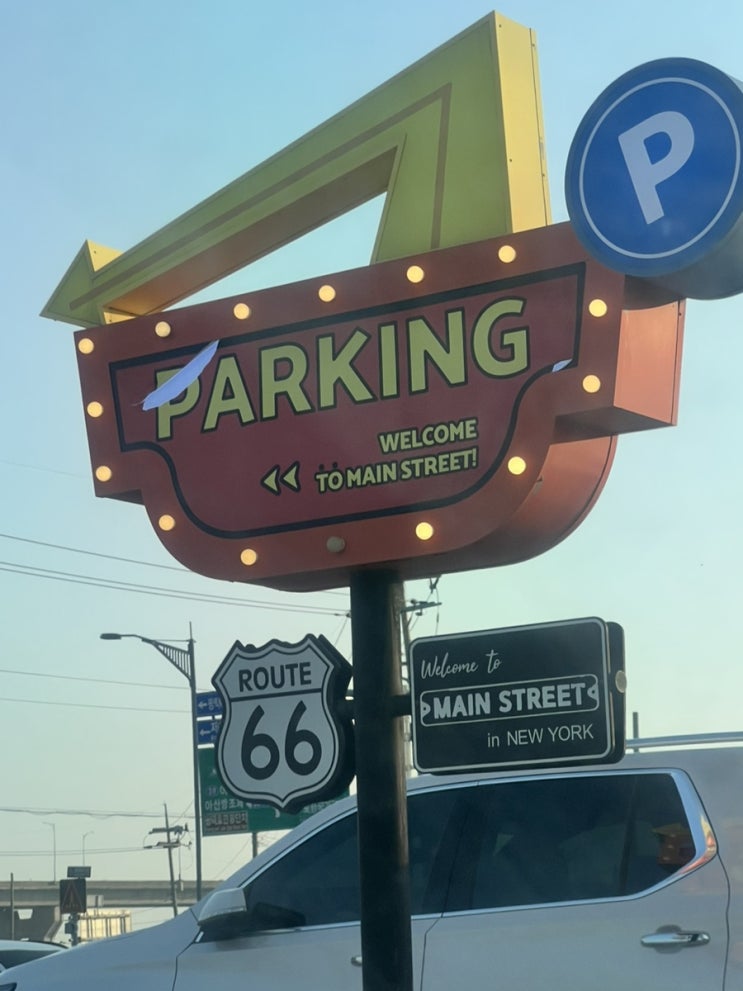 P
PARKING
WELCOME
TO MAIN STREET!
ROUTE
66
Welcome to
MAIN STREET
in NEW YORK